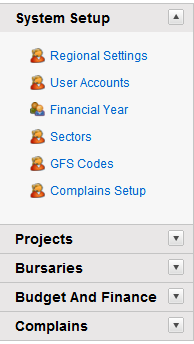 System Setup
Regional Settings
User Accounts
Financial Year
Sectors
GFS Codes
Complains Setup
Projects
Bursaries
Budget And Finance
Complains